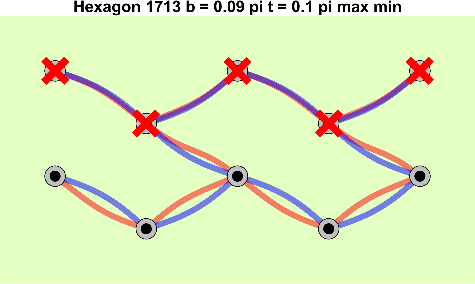 Hexagon 1713 b = 0.09 pi t = 0.1 pi max min